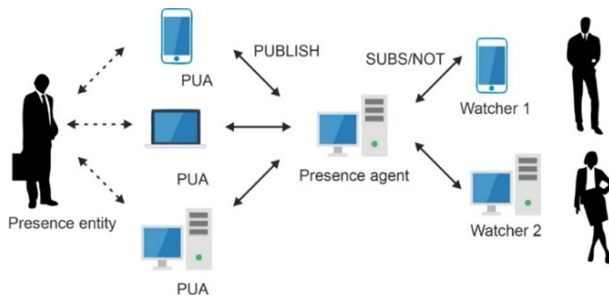 PUBLISH
SUBS/NOT
PUA
Watcher 1
PUA
Presence agent
Presence entity
Watcher 2
PUA